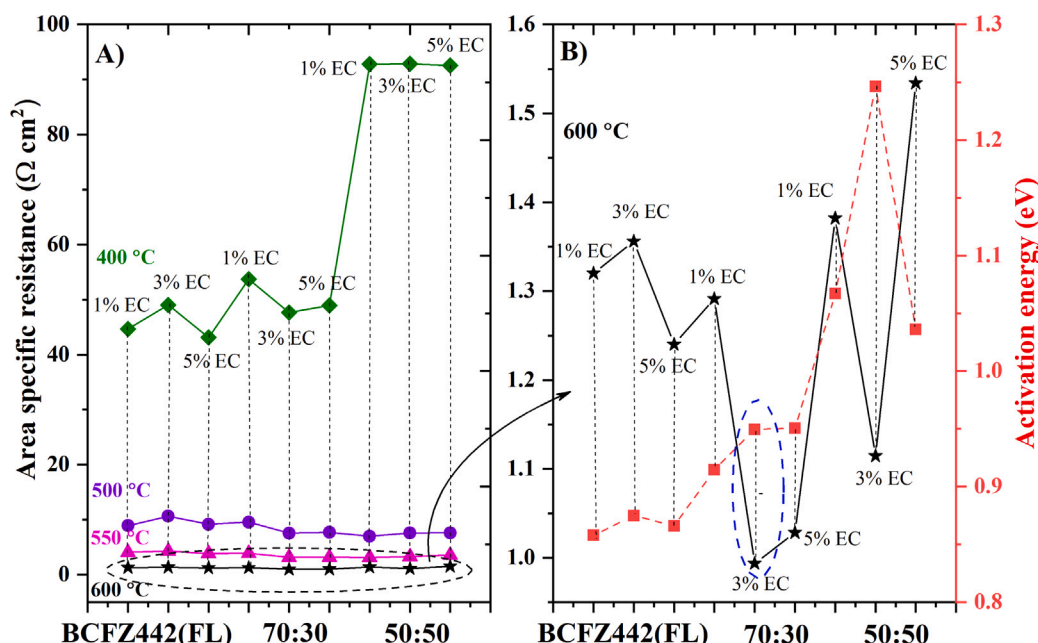 A)
B)
Area specific resistance (Ω cm²)
100
80
60
40
20
0
400 °C
500 °C
550 °C
600 °C
1% EC
3% EC
5% EC
1% EC
3% EC
5% EC
1% EC
3% EC
5% EC
BCFZ442(FL)
70:30
50:50
1.6
1.5
1.4
1.3
1.2
1.1
1.0
600 °C
1% EC
3% EC
5% EC
1% EC
3% EC
5% EC
1% EC
3% EC
5% EC
BCFZ442(FL)
70:30
50:50
1.3
1.2
1.1
1.0
0.9
0.8
Activation energy (eV)